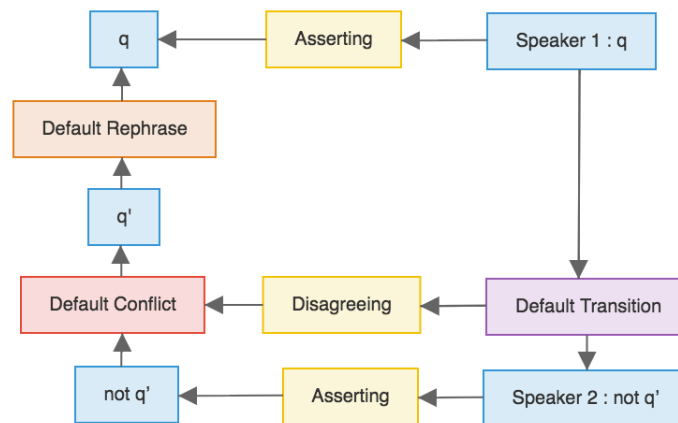 q
Asserting
Speaker 1 : q
Default Rephrase
q'
Default Conflict
Disagreeing
Default Transition
not q’
Asserting
Speaker 2 : not q’